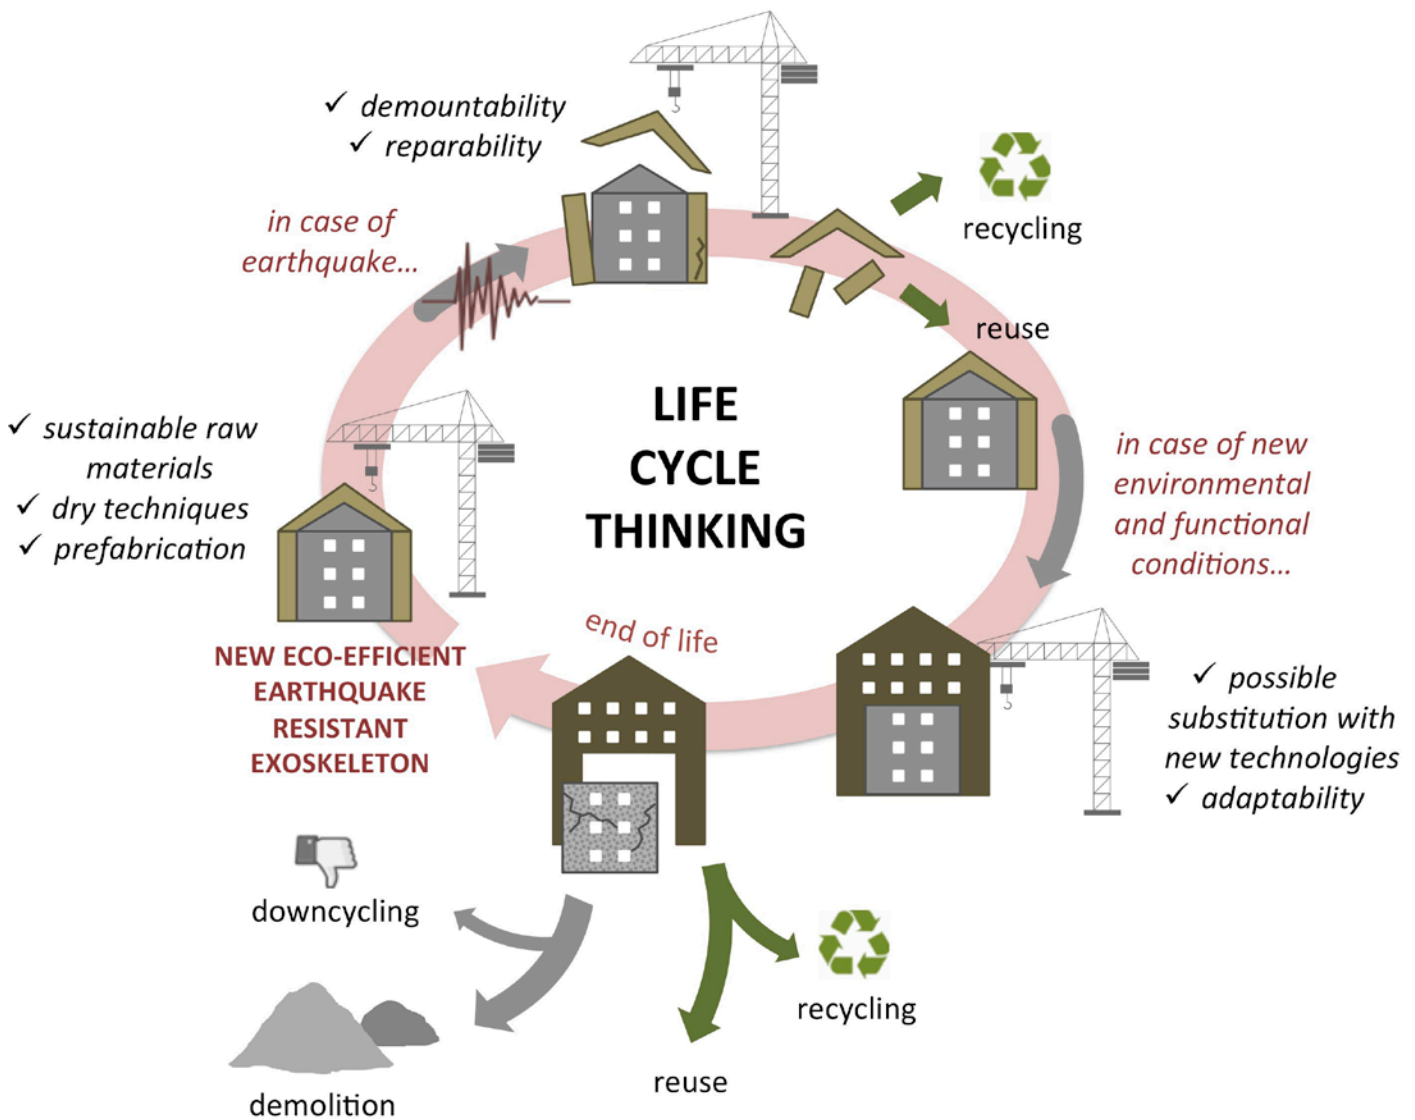 ✓ demountability
✓ reparability
recycling
in case of
earthquake...
reuse
LIFE
CYCLE
THINKING
✓ sustainable raw
materials
✓ dry techniques
✓ prefabrication
in case of new
environmental
and functional
conditions...
end of life
NEW ECO-EFFICIENT
EARTHQUAKE
RESISTANT
EXOSKELETON
✓ possible
substitution with
new technologies
✓ adaptability
downcycling
recycling
reuse
demolition